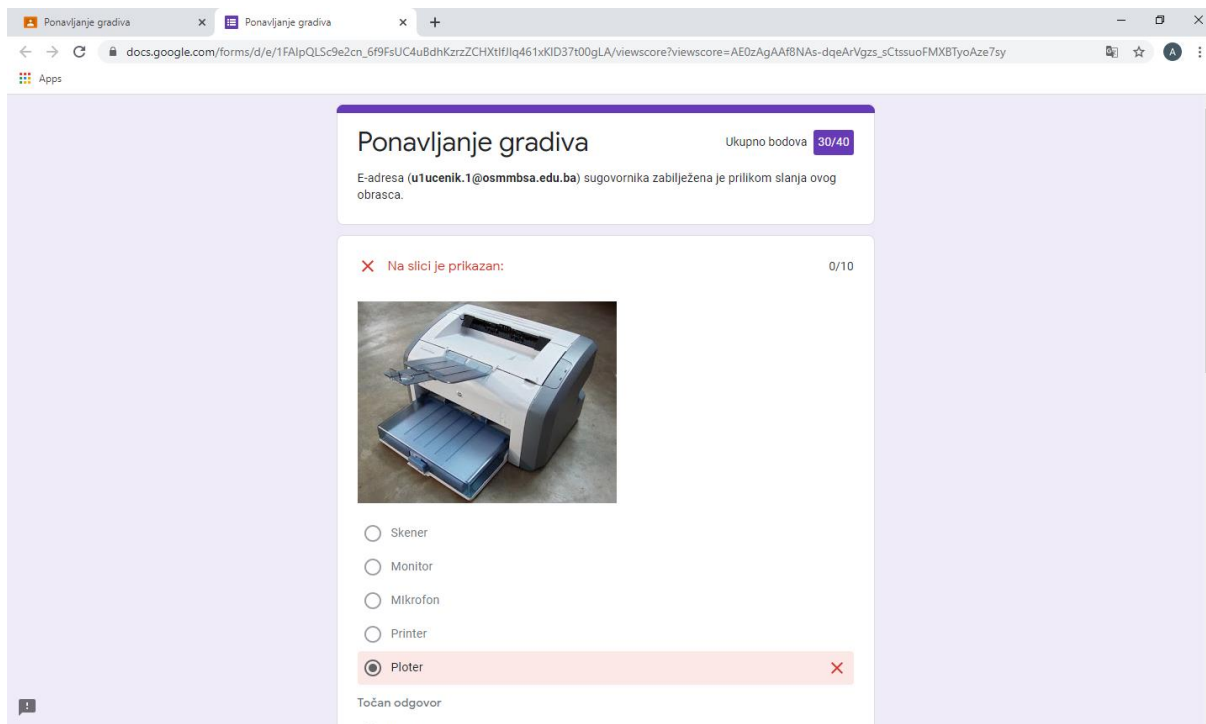 Ponavljanje gradiva
Ponavljanje gradiva
docs.google.com/forms/d/e/1FAIpQLSc9e2cn_6f9FsUC4uBdhKzrzZCHXtIfJIq461xKID37t00gLA/viewscore?viewscore=AE0zAgAAf8NAs-dqeArVgzs_sCtssuoFMXBTyoAze7sy
A
Apps
Ponavljanje gradiva
Ukupno bodova 30/40
E-adresa (u1ucenik.1@osmmbsa.edu.ba) sugovornika zabilježena je prilikom slanja ovog
obrasca.
Na slici je prikazan: 0/10
Skener
Monitor
MIkrofon
Printer
Ploter
Točan odgovor